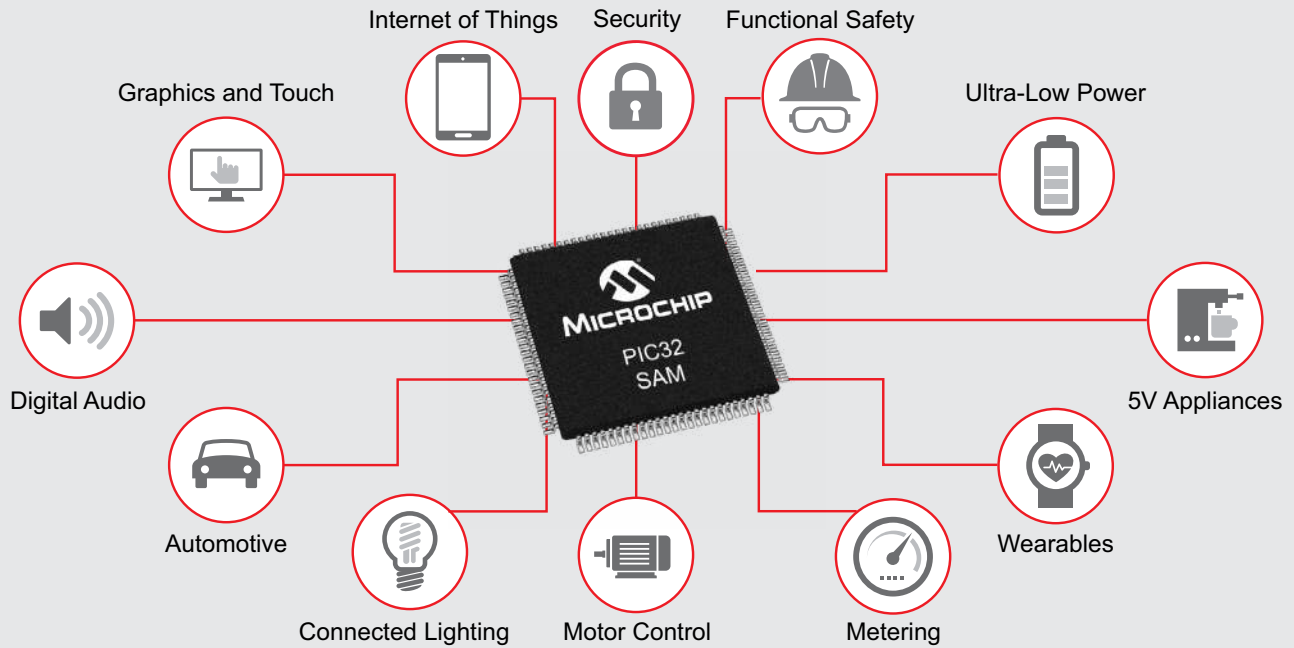 Internet of Things
Security
Functional Safety
Graphics and Touch
Ultra-Low Power
MICROCHIP
PIC32
SAM
Digital Audio
5V Appliances
Automotive
Wearables
Connected Lighting
Motor Control
Metering